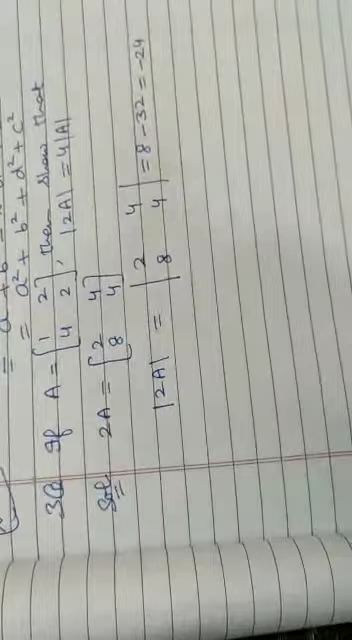 = a² + b² + d² + c²
3Q If A = [1 2
4 2], then show that
|2A| = 4|A|
Sol 2A = [2 4
8 4]
|2A| = |2 4
8 4| = 8 - 32 = -24